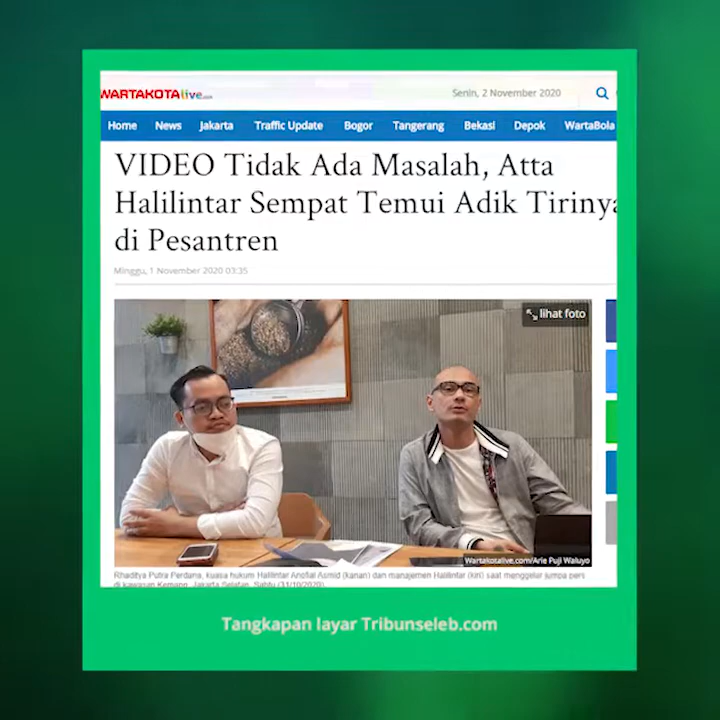 WARTAKOTAlive.com
Senin, 2 November 2020
Home News Jakarta Traffic Update Bogor Tangerang Bekasi Depok WartaBola
VIDEO Tidak Ada Masalah, Atta
Halilintar Sempat Temui Adik Tirinya
di Pesantren
Minggu, 1 November 2020 03:35
lihat foto
Wartakotalive.com/Arie Puji Waluyo
Rhaditya Putra Perdana, kuasa hukum Halilintar Anofial Asmid (kanan) dan manajemen Halilintar (kiri) saat menggelar jumpa pers
di kawasan Kemang, Jakarta Selatan, Sabtu (31/10/2020).
Tangkapan layar Tribunseleb.com